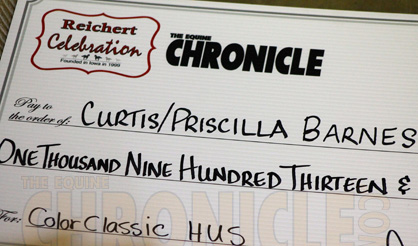 Reichert
Celebration
Founded in Iowa in 1999
THE EQUINE
CHRONICLE
Pay to
the order of: CURTIS/PRISCILLA BARNES
ONE THOUSAND NINE HUNDRED THIRTEEN &
THE EQUINE
CHRONICLE
.COM
For: Color Classic HUS